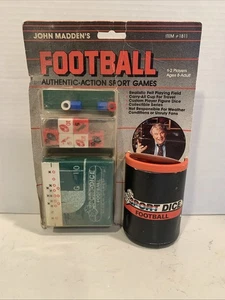 JOHN MADDEN'S
ITEM #1811
FOOTBALL
AUTHENTIC-ACTION SPORT GAMES
1-2 Players
Ages 8-Adult
Realistic Felt Playing Field
Carry-All Cup For Travel
Custom Player Figure Dice
Collectible Series
Not Responsible For Weather
Conditions or Unruly Fans
SPORT DICE
FOOTBALL